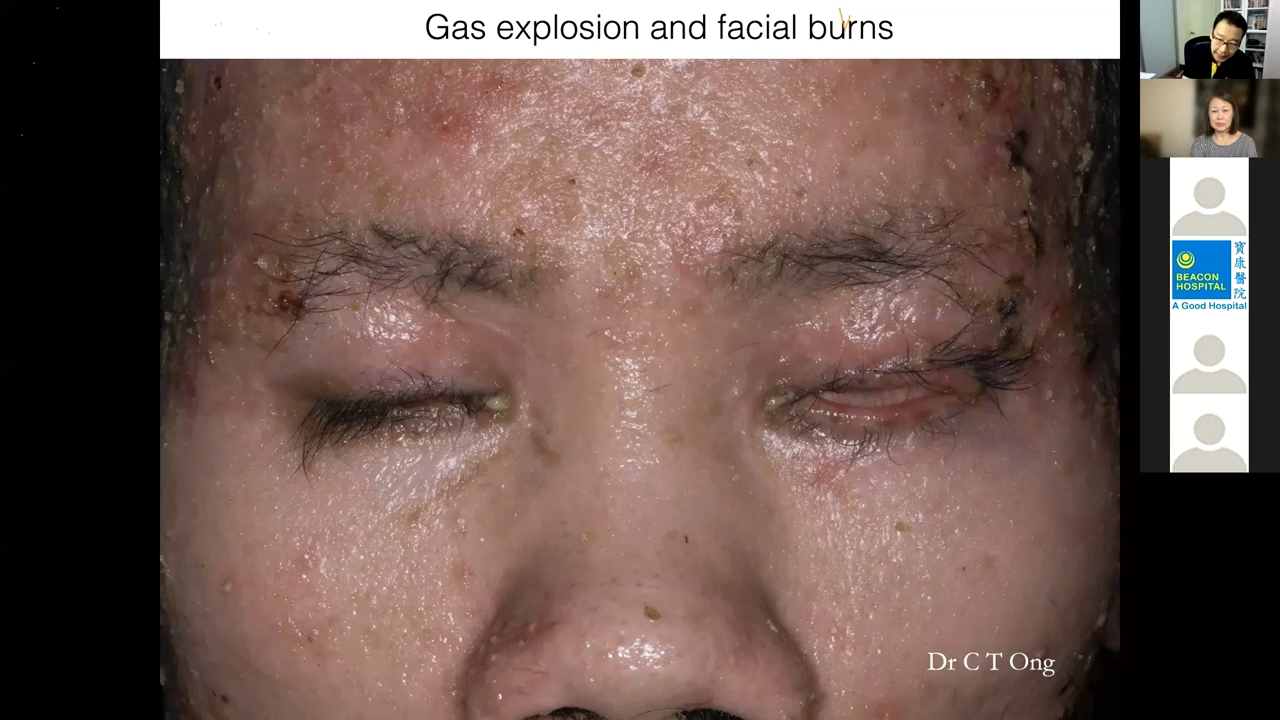 Gas explosion and facial burns
BEACON
HOSPITAL
寶康醫院
A Good Hospital
Dr C T Ong